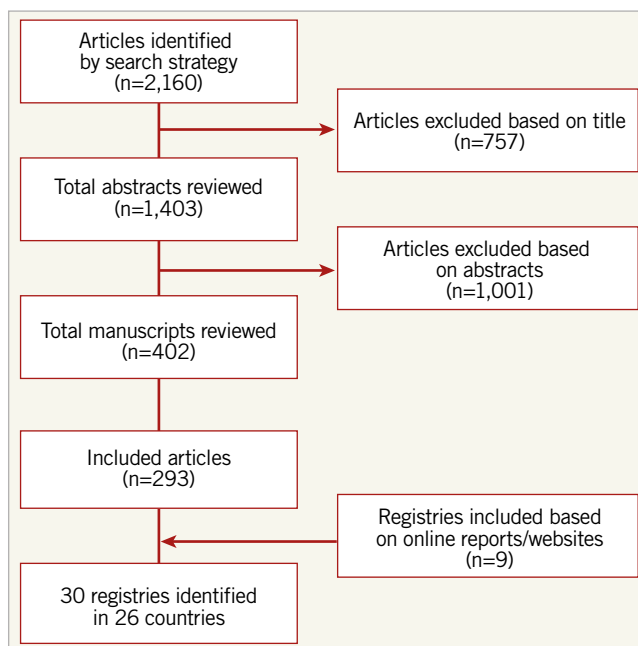 Articles identified
by search strategy
(n=2,160)
Articles excluded based on title
(n=757)
Total abstracts reviewed
(n=1,403)
Articles excluded based
on abstracts
(n=1,001)
Total manuscripts reviewed
(n=402)
Included articles
(n=293)
Registries included based
on online reports/websites
(n=9)
30 registries identified
in 26 countries